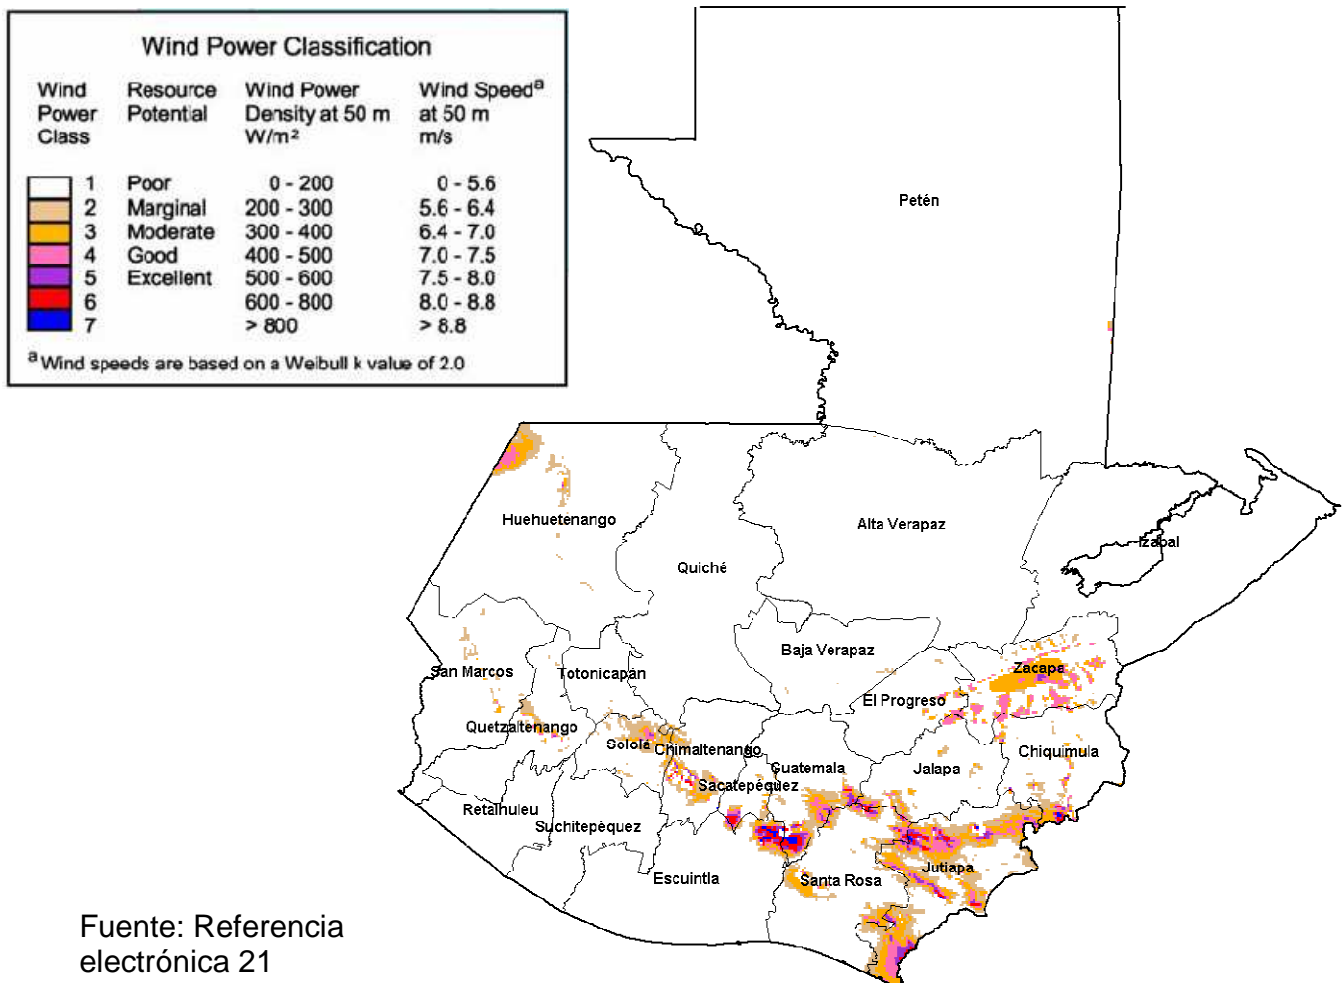 Wind Power Classification
Wind Power Class
Resource Potential
Wind Power Density at 50 m W/m²
Wind Speedª at 50 m m/s
1 Poor 0 - 200 0 - 5.6
2 Marginal 200 - 300 5.6 - 6.4
3 Moderate 300 - 400 6.4 - 7.0
4 Good 400 - 500 7.0 - 7.5
5 Excellent 500 - 600 7.5 - 8.0
6 600 - 800 8.0 - 8.8
7 > 800 > 8.8
ª Wind speeds are based on a Weibull k value of 2.0
Petén
Huehuetenango
Alta Verapaz
Izabal
Quiché
Baja Verapaz
San Marcos
Totonicapán
Zacapa
El Progreso
Quetzaltenango
Sololá
Chimaltenango
Chiquimula
Guatemala
Jalapa
Sacatepéquez
Retalhuleu
Suchitepéquez
Escuintla
Santa Rosa
Jutiapa
Fuente: Referencia
electrónica 21